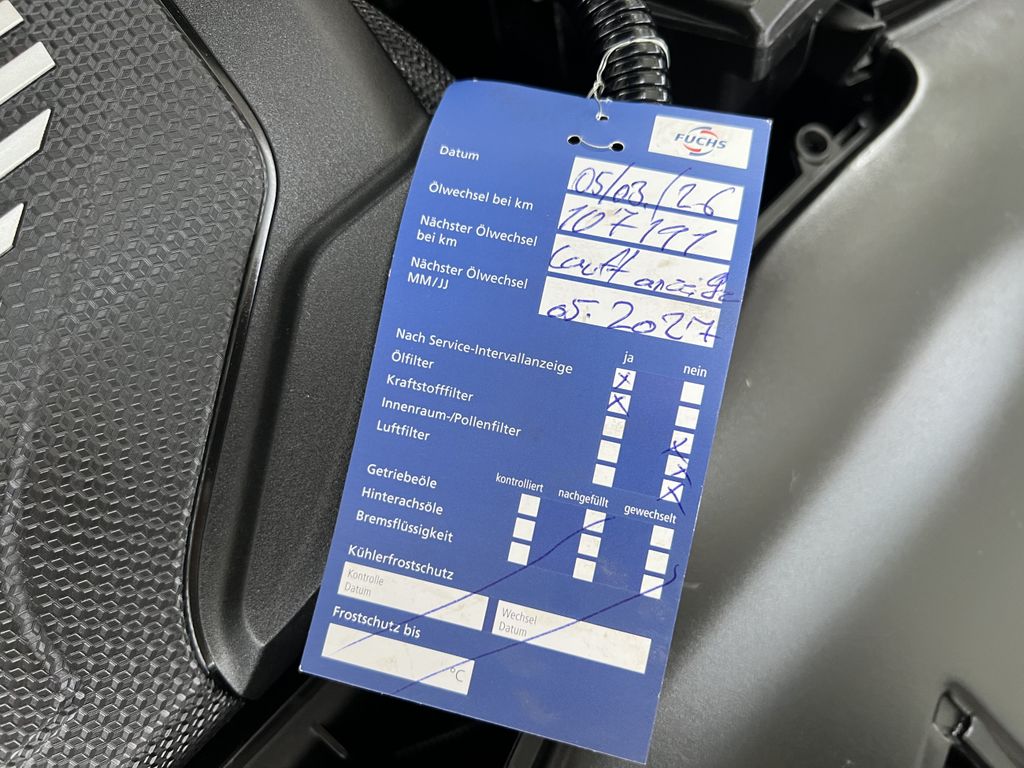 FUCHS
Datum 05/03/26
Ölwechsel bei km 107191
Nächster Ölwechsel
bei km Lauft anzeige
Nächster Ölwechsel
MM/JJ 05.2027
ja nein
Nach Service-Intervallanzeige X
Ölfilter X
Kraftstofffilter X
Innenraum-/Pollenfilter X
Luftfilter X
kontrolliert nachgefüllt gewechselt
Getriebeöle
Hinterachsöle
Bremsflüssigkeit
Kühlerfrostschutz
Kontrolle
Datum
Wechsel
Datum
Frostschutz bis
°C